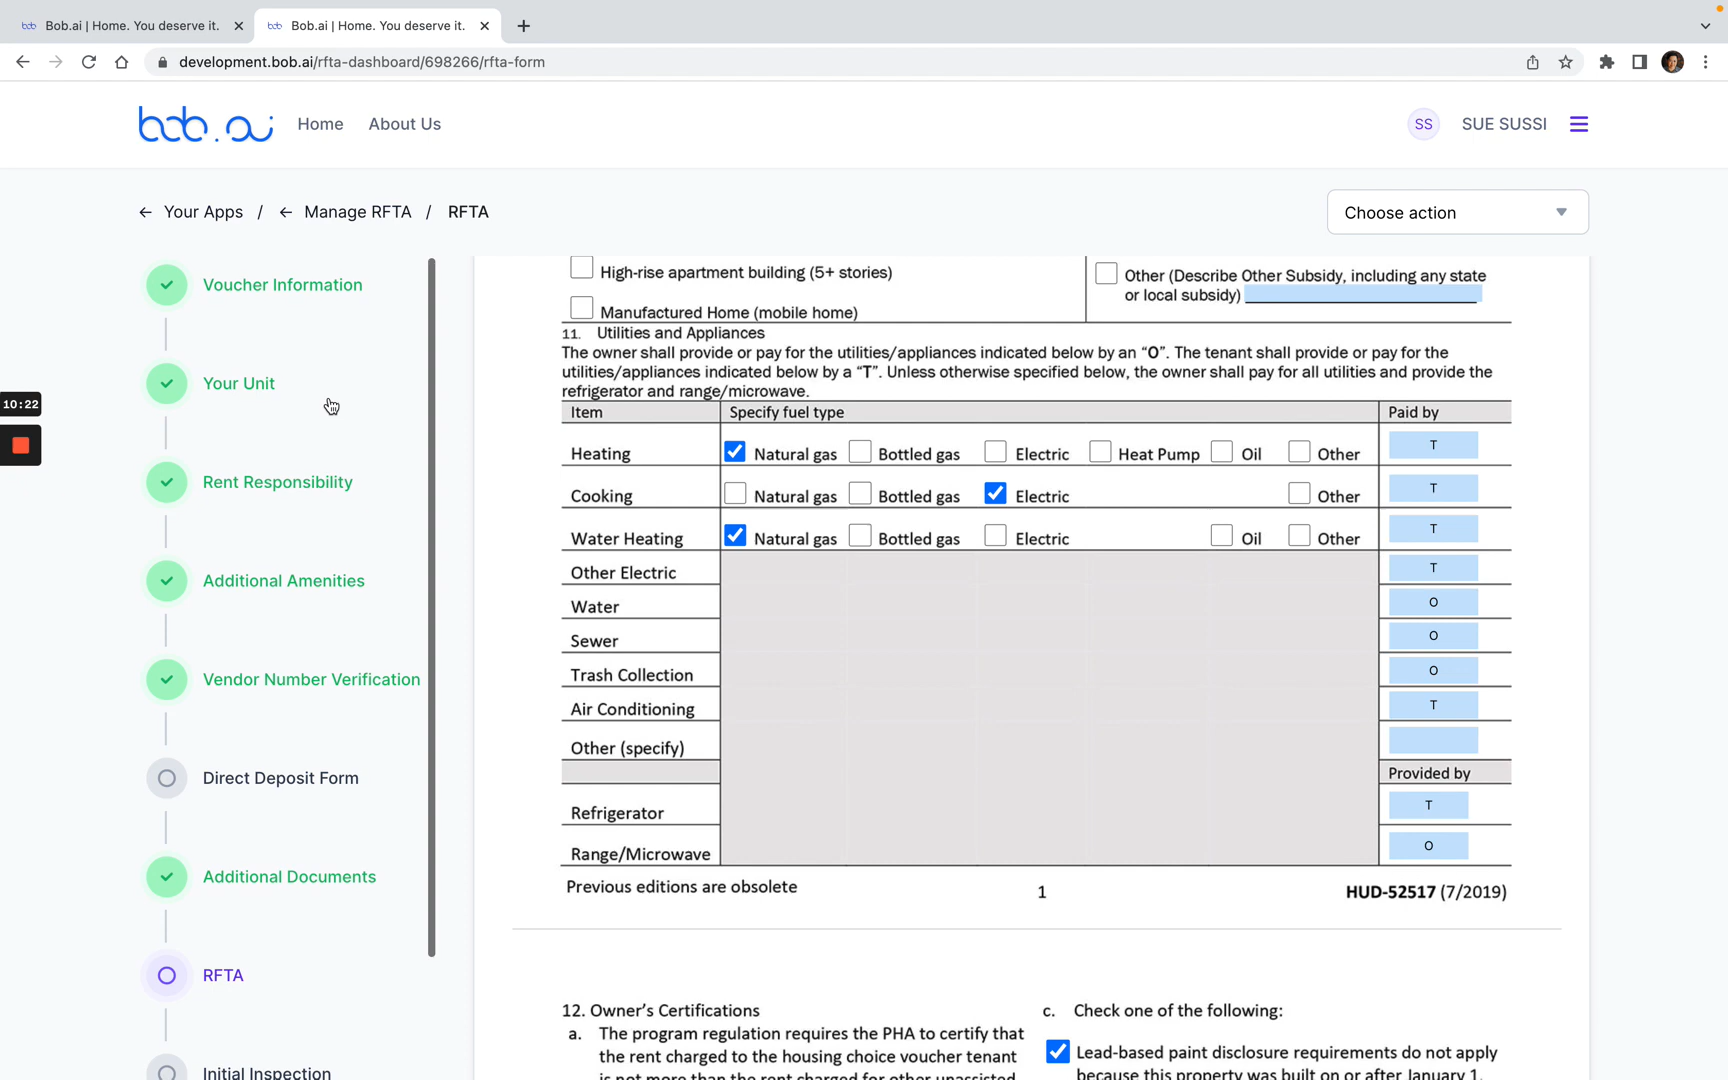 Bob.ai | Home. You deserve it.
Bob.ai | Home. You deserve it.
development.bob.ai/rfta-dashboard/698266/rfta-form
bob.ai
Home
About Us
SS
SUE SUSSI
← Your Apps / ← Manage RFTA / RFTA
Choose action
10:22
Voucher Information
Your Unit
Rent Responsibility
Additional Amenities
Vendor Number Verification
Direct Deposit Form
Additional Documents
RFTA
Initial Inspection
High-rise apartment building (5+ stories)
Manufactured Home (mobile home)
Other (Describe Other Subsidy, including any state
or local subsidy)
11. Utilities and Appliances
The owner shall provide or pay for the utilities/appliances indicated below by an “O”. The tenant shall provide or pay for the
utilities/appliances indicated below by a “T”. Unless otherwise specified below, the owner shall pay for all utilities and provide the
refrigerator and range/microwave.
Item Specify fuel type Paid by
Heating Natural gas Bottled gas Electric Heat Pump Oil Other T
Cooking Natural gas Bottled gas Electric Other T
Water Heating Natural gas Bottled gas Electric Oil Other T
Other Electric T
Water O
Sewer O
Trash Collection O
Air Conditioning T
Other (specify)
Provided by
Refrigerator T
Range/Microwave O
Previous editions are obsolete 1 HUD-52517 (7/2019)
12. Owner’s Certifications
a. The program regulation requires the PHA to certify that
the rent charged to the housing choice voucher tenant
is not more than the rent charged for other unassisted
c. Check one of the following:
Lead-based paint disclosure requirements do not apply
because this property was built on or after January 1,